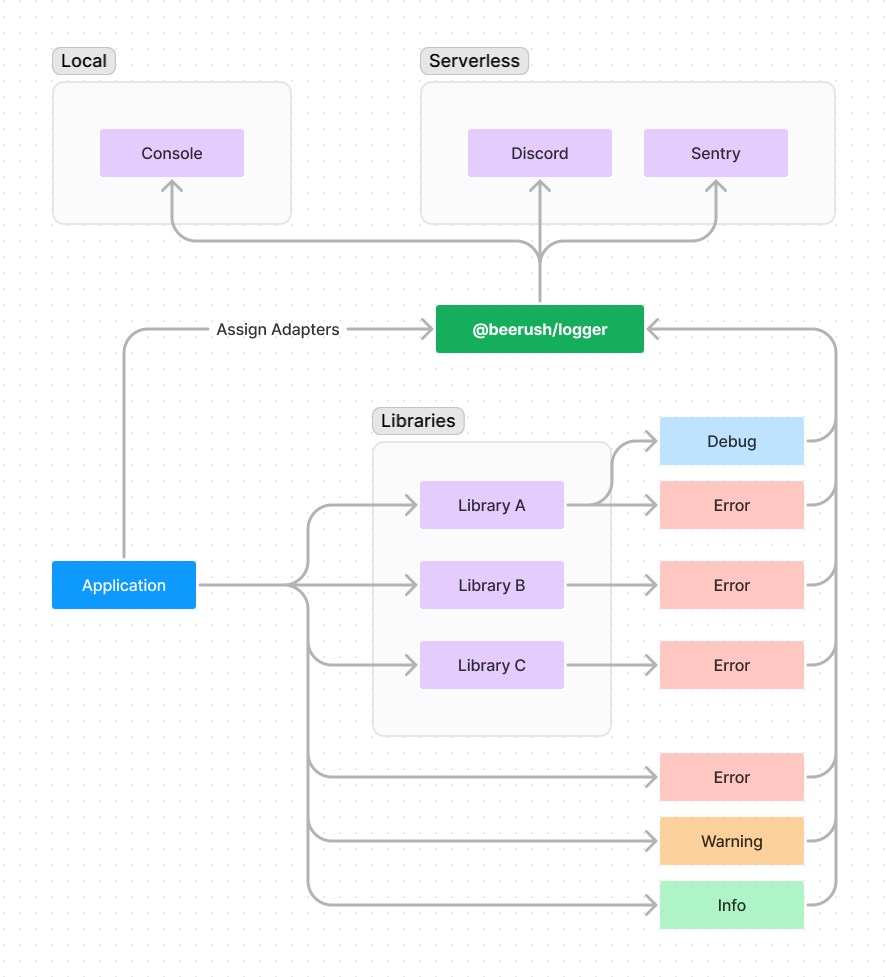 Local
Serverless
Console
Discord
Sentry
Assign Adapters
@beerush/logger
Libraries
Debug
Library A
Error
Application
Library B
Error
Library C
Error
Error
Warning
Info